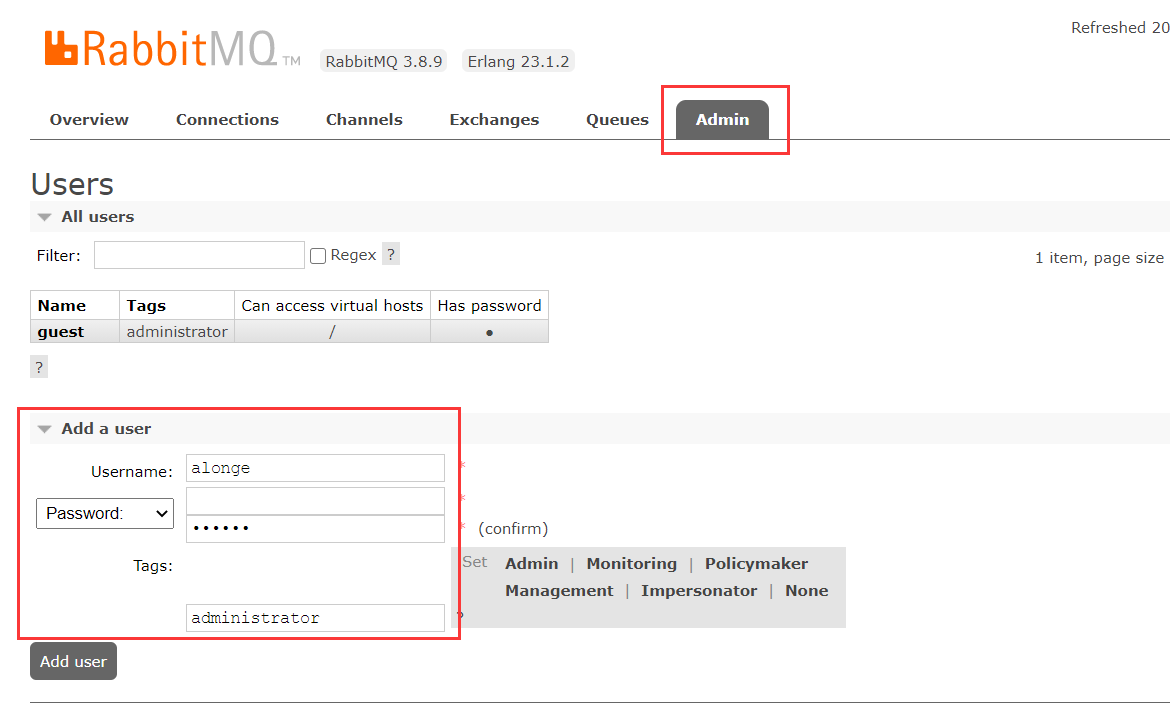 Refreshed 20
RabbitMQ TM RabbitMQ 3.8.9 Erlang 23.1.2
Overview Connections Channels Exchanges Queues Admin
Users
All users
Filter: Regex ? 1 item, page size
Name Tags Can access virtual hosts Has password
guest administrator / ●
?
Add a user
Username: alonge *
*
Password: •••••• * (confirm)
Tags: Set Admin | Monitoring | Policymaker
Management | Impersonator | None
administrator ?
Add user